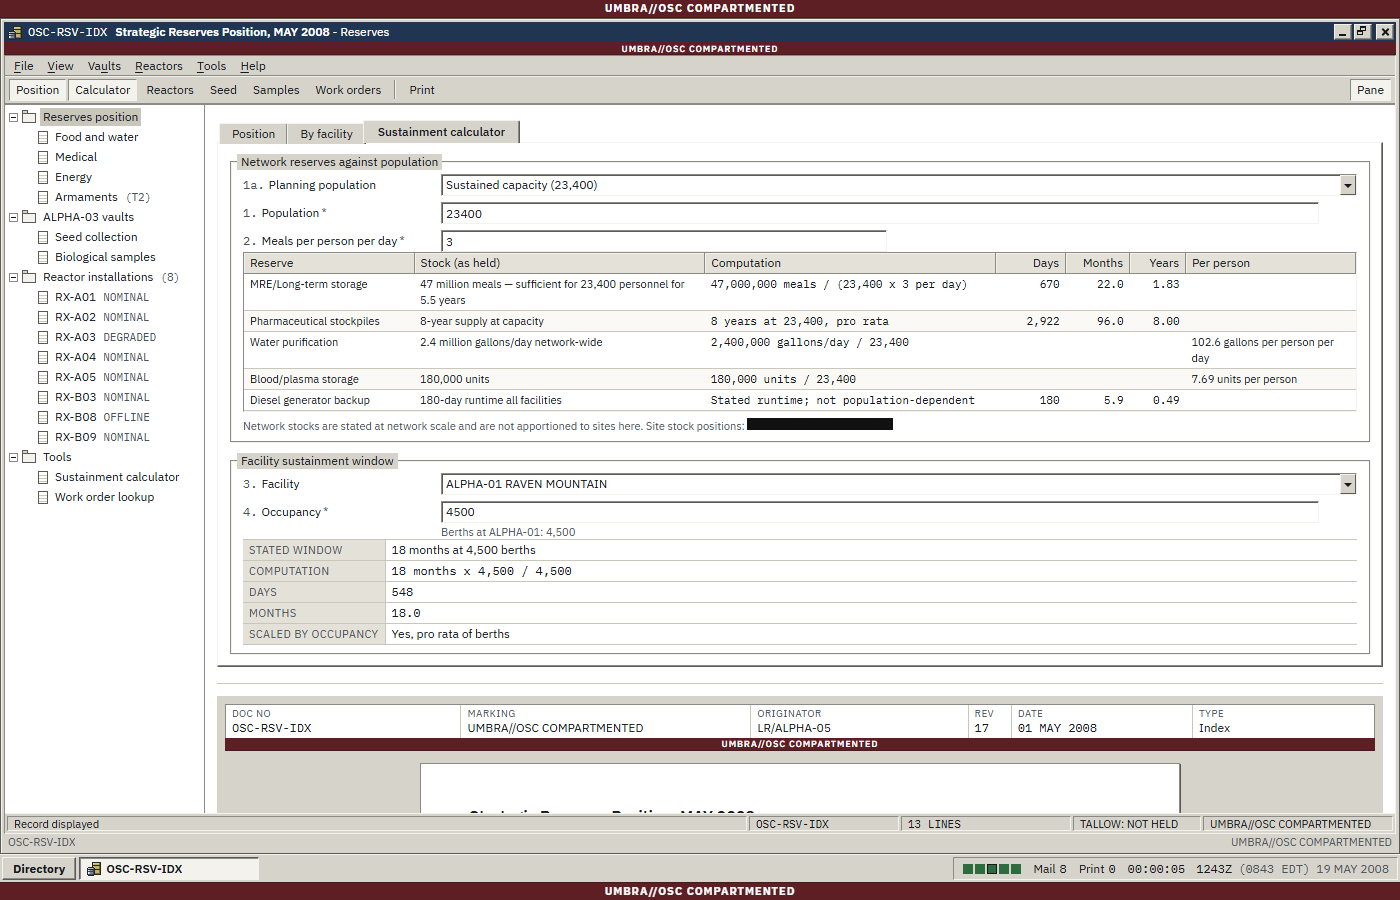 UMBRA//OSC COMPARTMENTED
OSC-RSV-IDX Strategic Reserves Position, MAY 2008 - Reserves
UMBRA//OSC COMPARTMENTED
File View Vaults Reactors Tools Help
Position Calculator Reactors Seed Samples Work orders Print Pane
Reserves position
Food and water
Medical
Energy
Armaments (T2)
ALPHA-03 vaults
Seed collection
Biological samples
Reactor installations (8)
RX-A01 NOMINAL
RX-A02 NOMINAL
RX-A03 DEGRADED
RX-A04 NOMINAL
RX-A05 NOMINAL
RX-B03 NOMINAL
RX-B08 OFFLINE
RX-B09 NOMINAL
Tools
Sustainment calculator
Work order lookup
Position By facility Sustainment calculator
Network reserves against population
1a. Planning population Sustained capacity (23,400)
1. Population * 23400
2. Meals per person per day * 3
Reserve Stock (as held) Computation Days Months Years Per person
MRE/Long-term storage 47 million meals — sufficient for 23,400 personnel for 47,000,000 meals / (23,400 x 3 per day) 670 22.0 1.83
5.5 years
Pharmaceutical stockpiles 8-year supply at capacity 8 years at 23,400, pro rata 2,922 96.0 8.00
Water purification 2.4 million gallons/day network-wide 2,400,000 gallons/day / 23,400 102.6 gallons per person per
day
Blood/plasma storage 180,000 units 180,000 units / 23,400 7.69 units per person
Diesel generator backup 180-day runtime all facilities Stated runtime; not population-dependent 180 5.9 0.49
Network stocks are stated at network scale and are not apportioned to sites here. Site stock positions:
Facility sustainment window
3. Facility ALPHA-01 RAVEN MOUNTAIN
4. Occupancy * 4500
Berths at ALPHA-01: 4,500
STATED WINDOW 18 months at 4,500 berths
COMPUTATION 18 months x 4,500 / 4,500
DAYS 548
MONTHS 18.0
SCALED BY OCCUPANCY Yes, pro rata of berths
DOC NO MARKING ORIGINATOR REV DATE TYPE
OSC-RSV-IDX UMBRA//OSC COMPARTMENTED LR/ALPHA-05 17 01 MAY 2008 Index
UMBRA//OSC COMPARTMENTED
Strategic Reserves Position, MAY 2008
Record displayed OSC-RSV-IDX 13 LINES TALLOW: NOT HELD UMBRA//OSC COMPARTMENTED
OSC-RSV-IDX UMBRA//OSC COMPARTMENTED
Directory OSC-RSV-IDX Mail 8 Print 0 00:00:05 1243Z (0843 EDT) 19 MAY 2008
UMBRA//OSC COMPARTMENTED